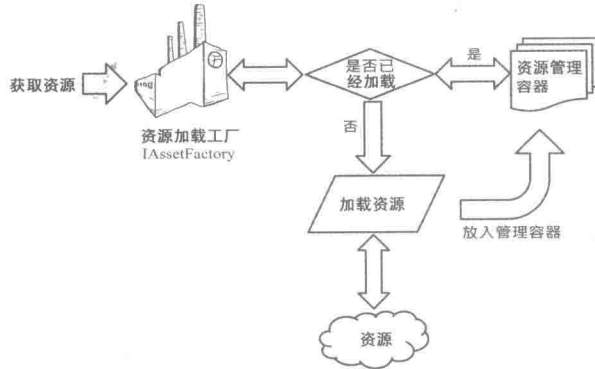 获取资源
资源加载工厂
IAssetFactory
是否已
经加载
是
资源管理
容器
否
加载资源
放入管理容器
资源